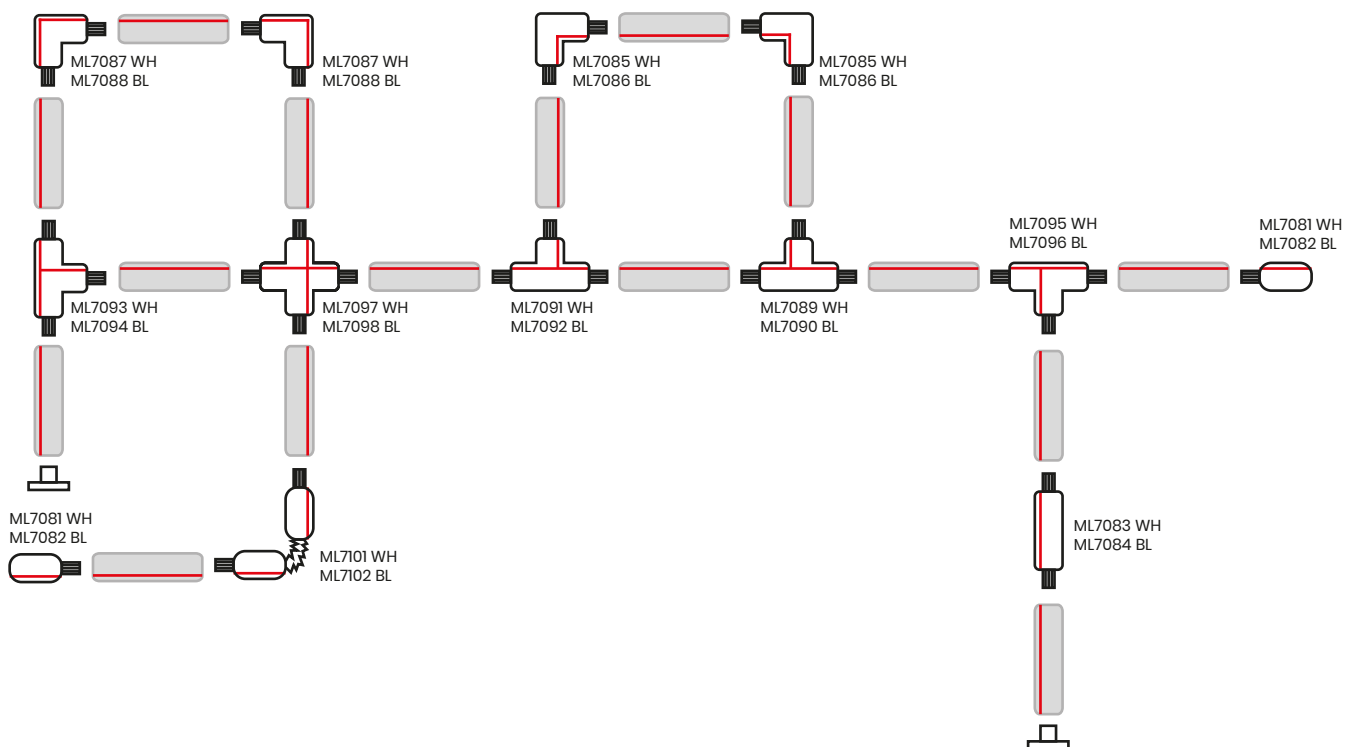 ML7087 WH
ML7088 BL
ML7087 WH
ML7088 BL
ML7085 WH
ML7086 BL
ML7085 WH
ML7086 BL
ML7095 WH
ML7096 BL
ML7081 WH
ML7082 BL
ML7093 WH
ML7094 BL
ML7097 WH
ML7098 BL
ML7091 WH
ML7092 BL
ML7089 WH
ML7090 BL
ML7081 WH
ML7082 BL
ML7101 WH
ML7102 BL
ML7083 WH
ML7084 BL